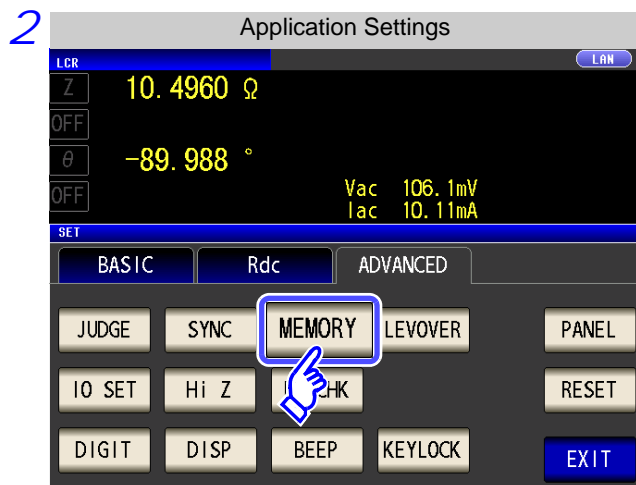 2
Application Settings
LCR LAN
Z 10.4960 Ω
OFF
θ -89.988 °
OFF Vac 106.1mV
Iac 10.11mA
SET
BASIC Rdc ADVANCED
JUDGE SYNC MEMORY LEVOVER PANEL
IO SET Hi Z RESET
DIGIT DISP BEEP KEYLOCK EXIT